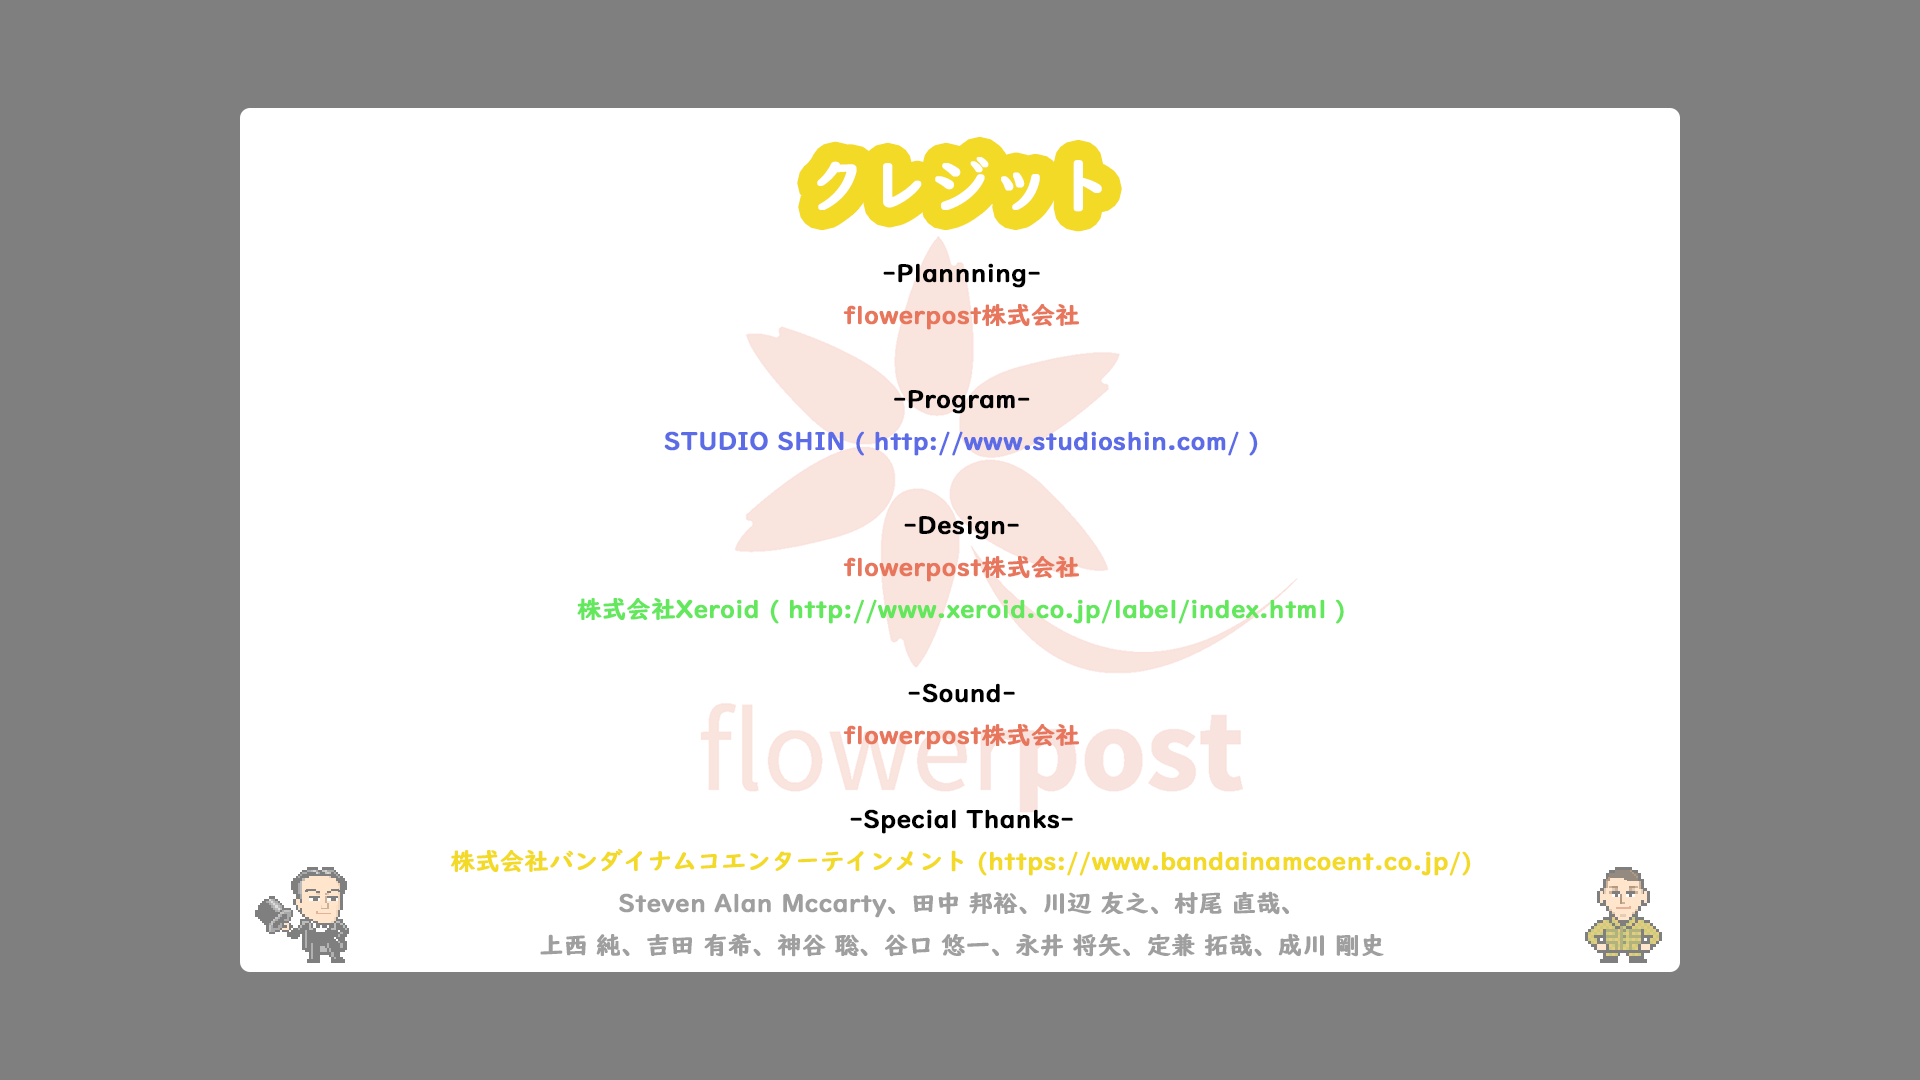 クレジット
-Plannning-
flowerpost株式会社
-Program-
STUDIO SHIN ( http://www.studioshin.com/ )
-Design-
flowerpost株式会社
株式会社Xeroid ( http://www.xeroid.co.jp/label/index.html )
-Sound-
flowerpost株式会社
flowerpost
-Special Thanks-
株式会社バンダイナムコエンターテインメント (https://www.bandainamcoent.co.jp/)
Steven Alan Mccarty、田中 邦裕、川辺 友之、村尾 直哉、
上西 純、吉田 有希、神谷 聡、谷口 悠一、永井 将矢、定兼 拓哉、成川 剛史